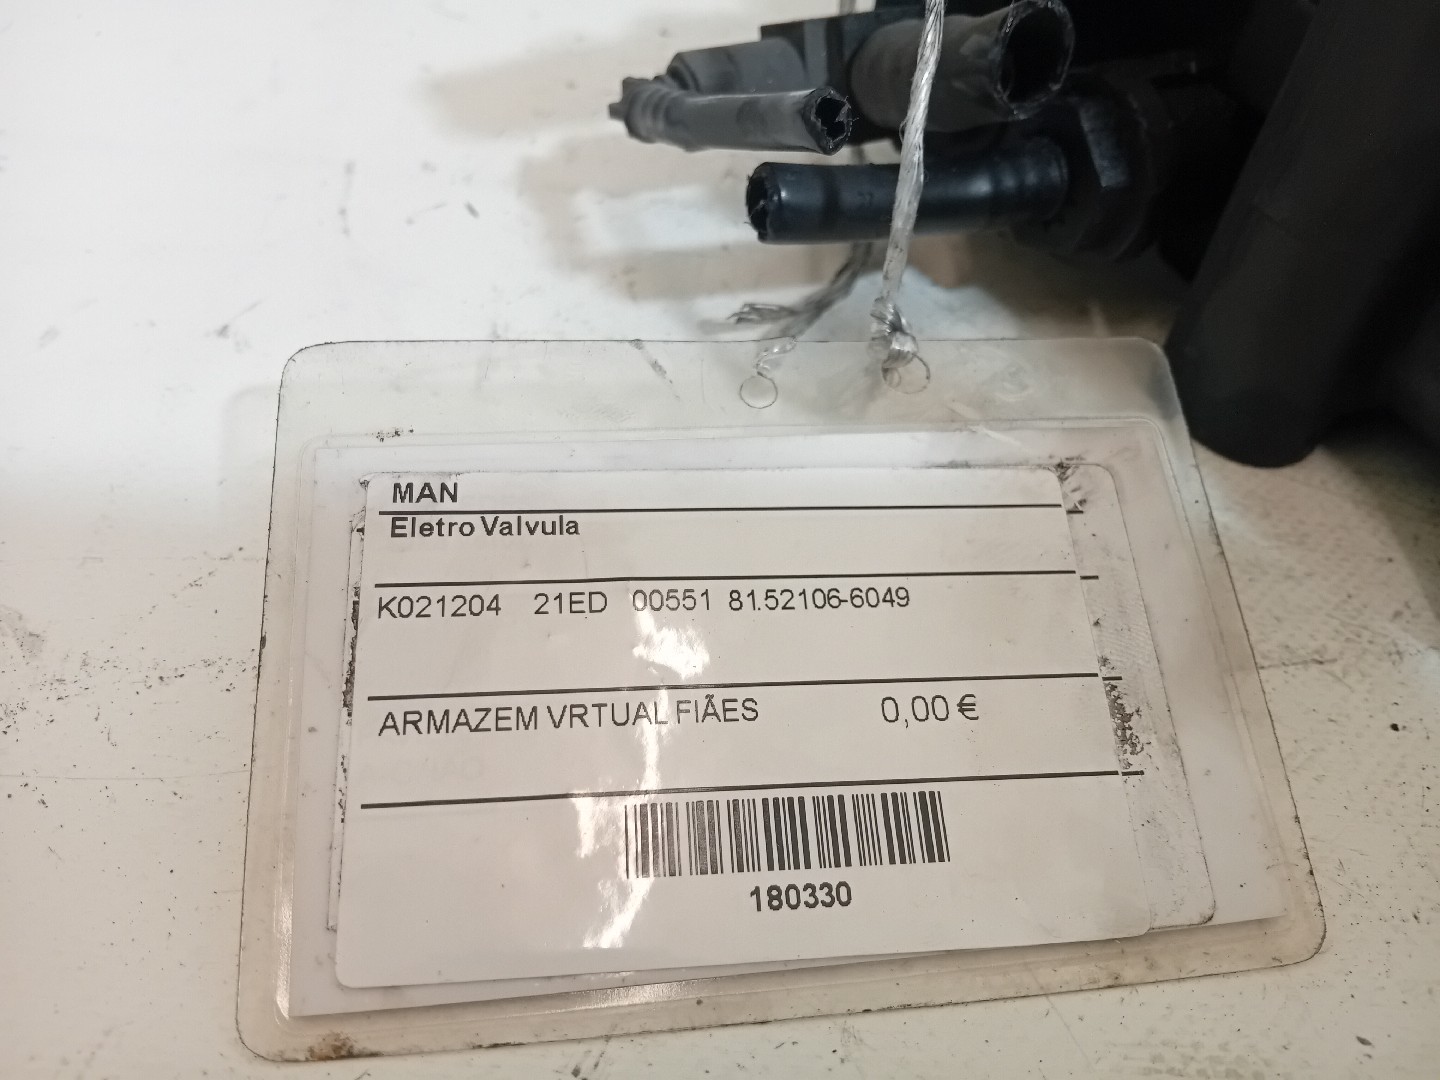 MAN
Eletro Valvula
K021204 21ED 00551 81.52106-6049
ARMAZEM VRTUAL FIÃES 0,00 €
180330